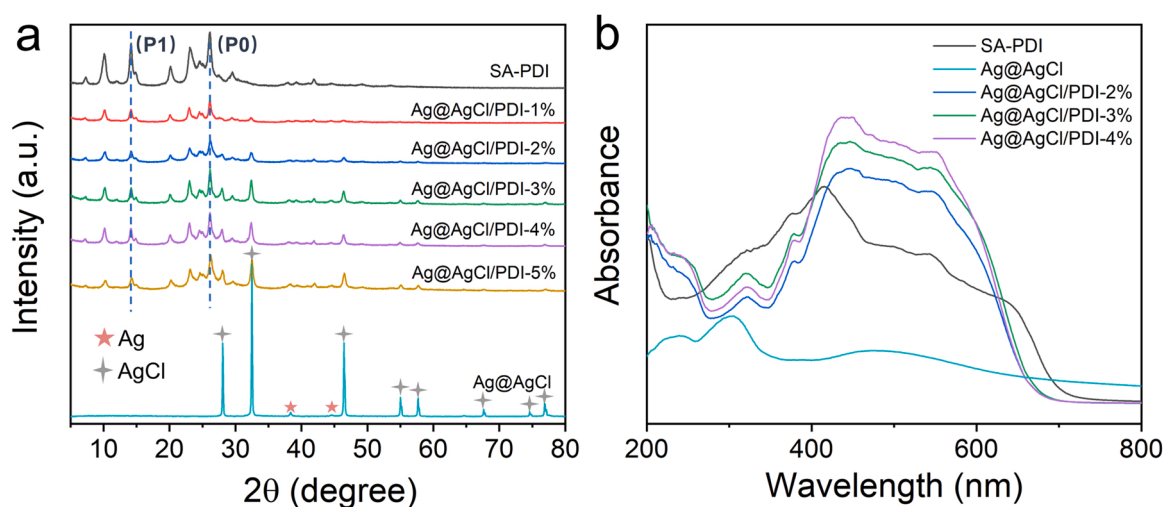 a
(P1)
(P0)
SA-PDI
Ag@AgCl/PDI-1%
Ag@AgCl/PDI-2%
Ag@AgCl/PDI-3%
Ag@AgCl/PDI-4%
Ag@AgCl/PDI-5%
Ag
AgCl
Ag@AgCl
10 20 30 40 50 60 70 80
2θ (degree)
Intensity (a.u.)
b
SA-PDI
Ag@AgCl
Ag@AgCl/PDI-2%
Ag@AgCl/PDI-3%
Ag@AgCl/PDI-4%
200 400 600 800
Wavelength (nm)
Absorbance